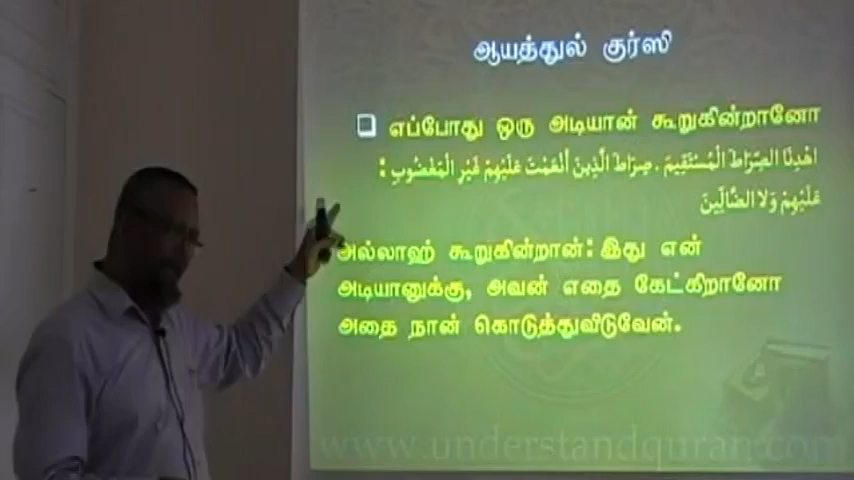 ஆயத்துல் குர்ஸி
❑ எப்போது ஒரு அடியான் கூறுகின்றானோ
اهْدِنَا الصِّرَاطَ الْمُسْتَقِيمَ . صِرَاطَ الَّذِينَ أَنْعَمْتَ عَلَيْهِمْ غَيْرِ الْمَغْضُوبِ :
عَلَيْهِمْ وَلَا الضَّالِّينَ
அல்லாஹ் கூறுகின்றான்: இது என்
அடியானுக்கு, அவன் எதை கேட்கிறானோ
அதை நான் கொடுத்துவிடுவேன்.
www.understandquran.com